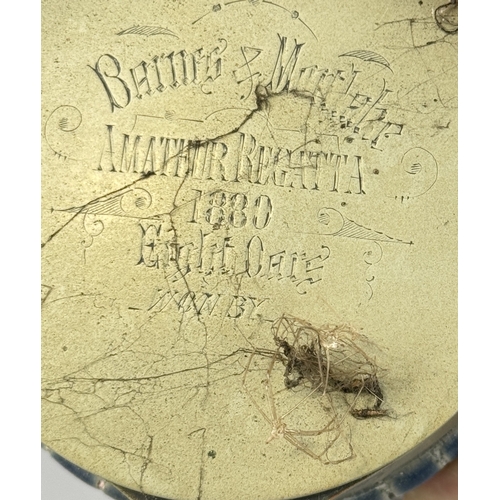 Barnes & Mortlake
AMATEUR REGATTA
1880
Eight Oars
WON BY